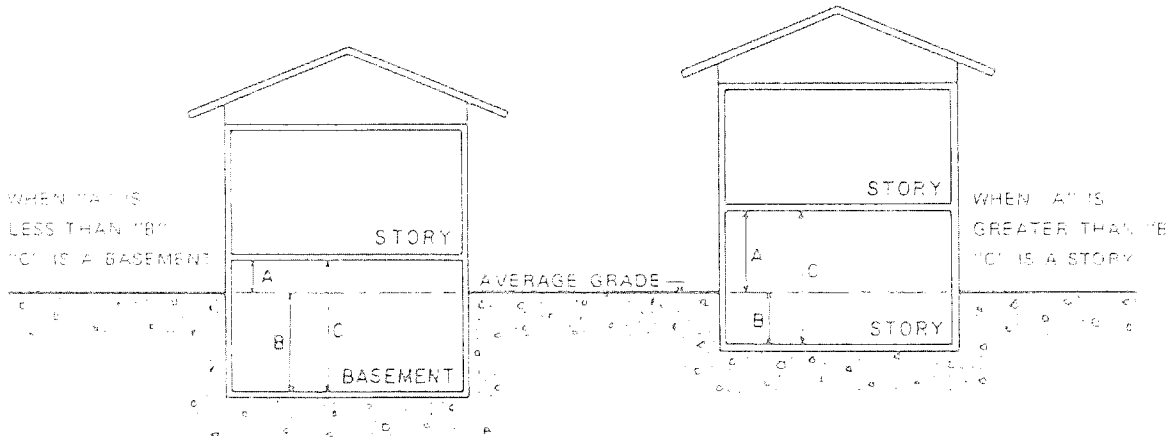 WHEN "A" IS
LESS THAN "B"
"C" IS A BASEMENT
STORY
A
B
C
BASEMENT
AVERAGE GRADE
STORY
A
C
B
STORY
WHEN "A" IS
GREATER THAN "B
"C" IS A STORY